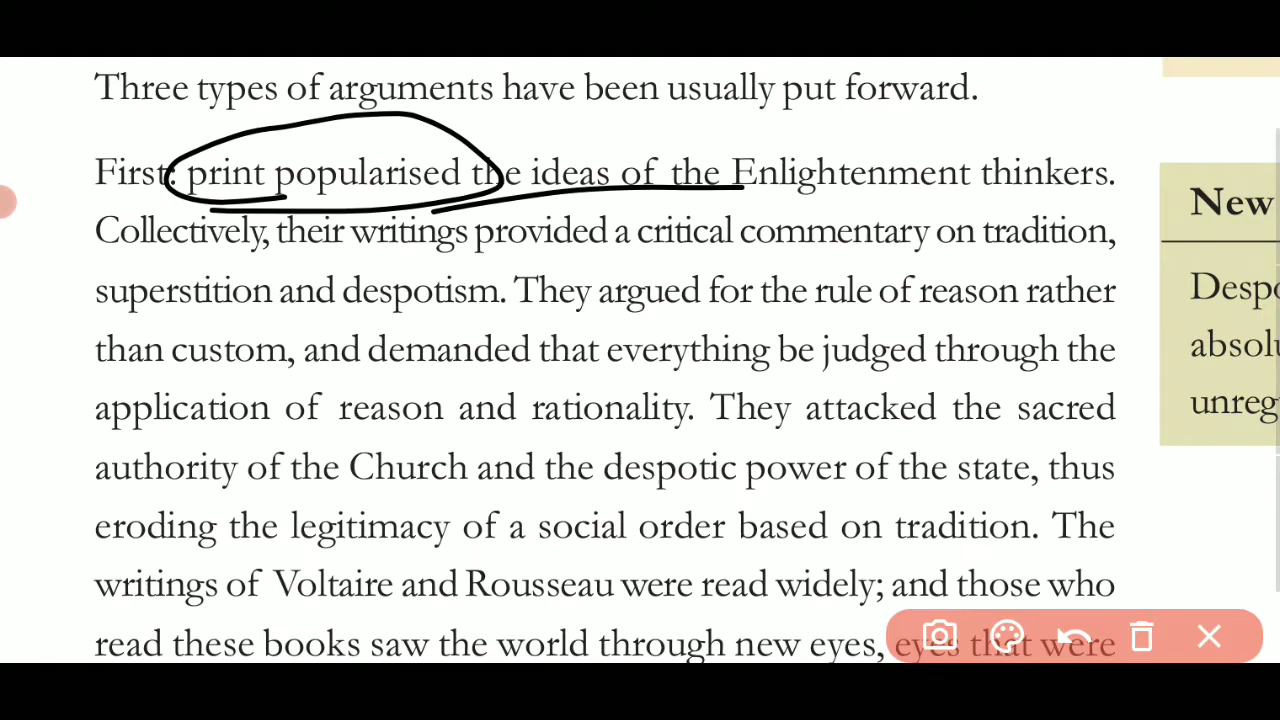 Three types of arguments have been usually put forward.
First: print popularised the ideas of the Enlightenment thinkers.
Collectively, their writings provided a critical commentary on tradition,
superstition and despotism. They argued for the rule of reason rather
than custom, and demanded that everything be judged through the
application of reason and rationality. They attacked the sacred
authority of the Church and the despotic power of the state, thus
eroding the legitimacy of a social order based on tradition. The
writings of Voltaire and Rousseau were read widely; and those who
read these books saw the world through new eyes, eyes that were
New